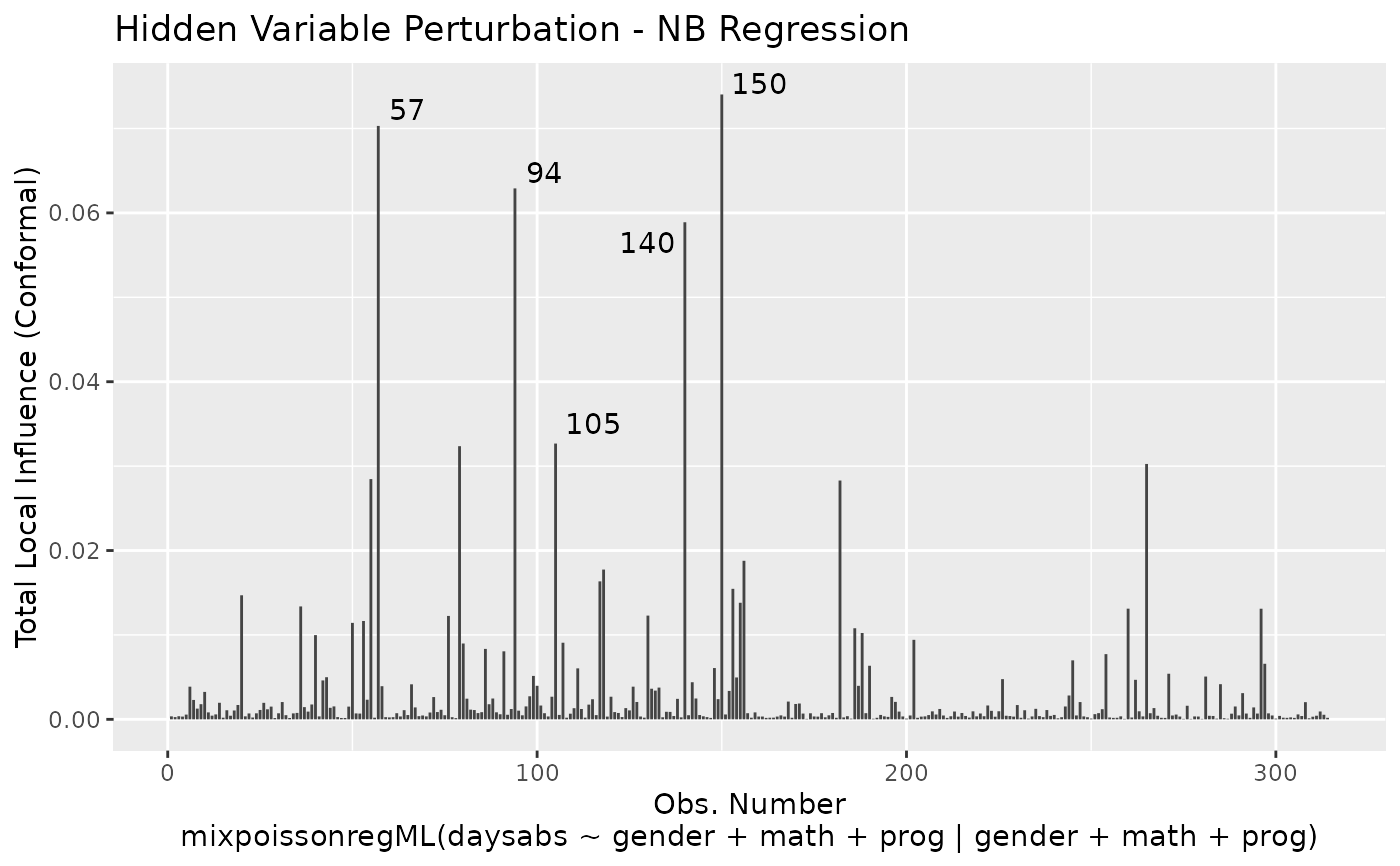 Hidden Variable Perturbation - NB Regression
150
57
94
140
105
Total Local Influence (Conformal)
0.06
0.04
0.02
0.00
0 100 200 300
Obs. Number
mixpoissonregML(daysabs ~ gender + math + prog | gender + math + prog)